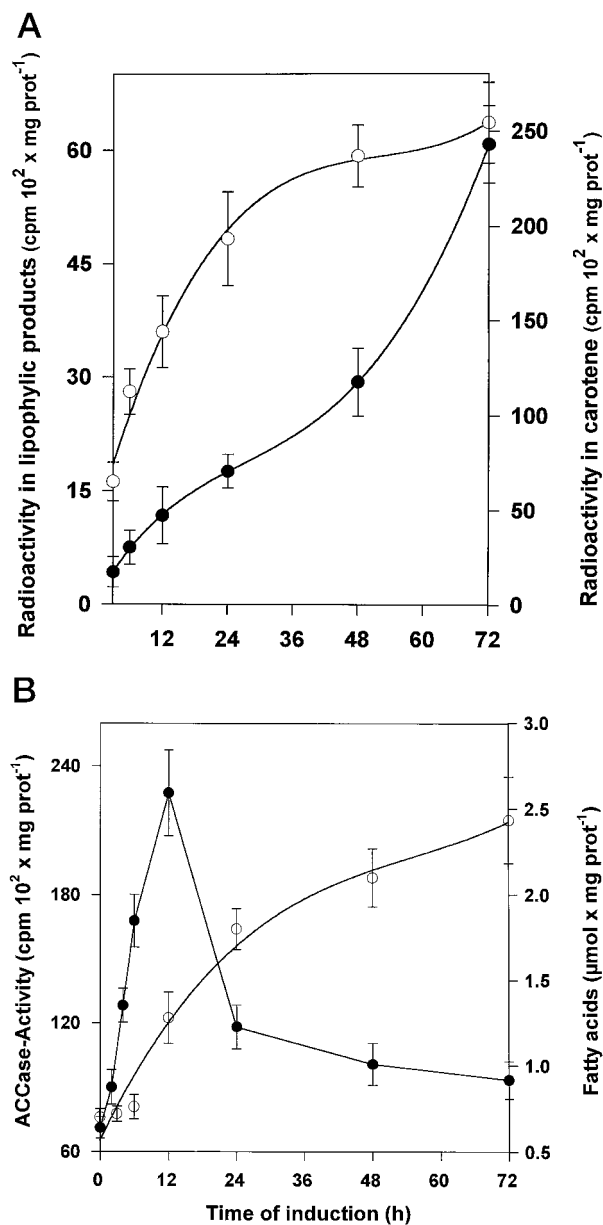 A
Radioactivity in lipophylic products (cpm 10² x mg prot⁻¹)
60
45
30
15
0
250
200
150
100
50
0
Radioactivity in carotene (cpm 10² x mg prot⁻¹)
12 24 36 48 60 72
B
ACCase-Activity (cpm 10² x mg prot⁻¹)
240
180
120
60
3.0
2.5
2.0
1.5
1.0
0.5
Fatty acids (µmol x mg prot⁻¹)
0 12 24 36 48 60 72
Time of induction (h)